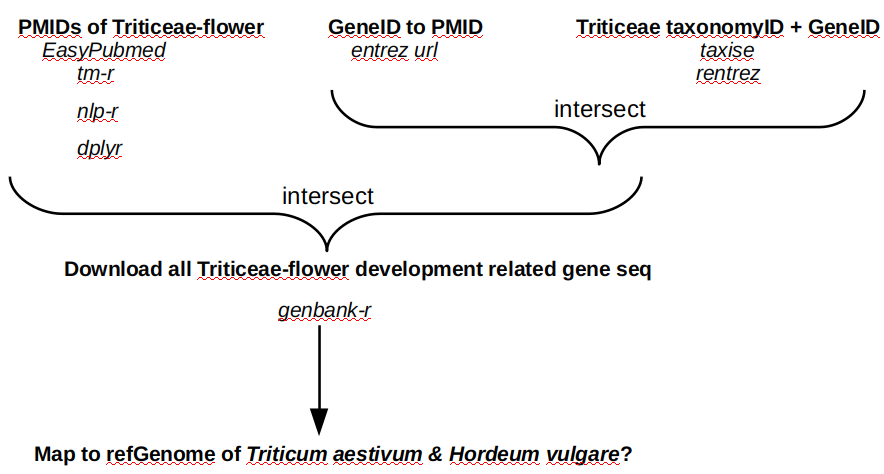 PMIDs of Triticeae-flower
EasyPubmed
tm-r
nlp-r
dplyr
GeneID to PMID
entrez url
Triticeae taxonomyID + GeneID
taxise
rentrez
intersect
intersect
Download all Triticeae-flower development related gene seq
genbank-r
Map to refGenome of Triticum aestivum & Hordeum vulgare?